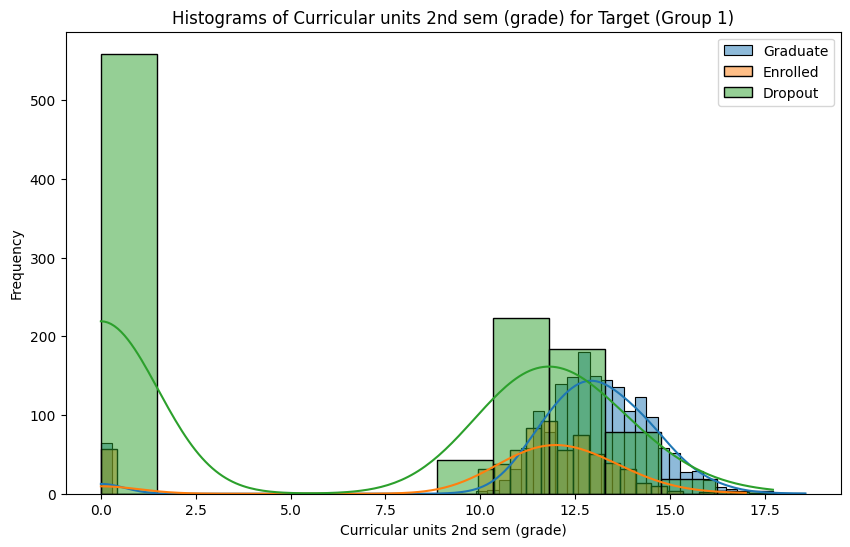 Histograms of Curricular units 2nd sem (grade) for Target (Group 1)
Graduate
Enrolled
Dropout
Frequency
500
400
300
200
100
0
0.0 2.5 5.0 7.5 10.0 12.5 15.0 17.5
Curricular units 2nd sem (grade)